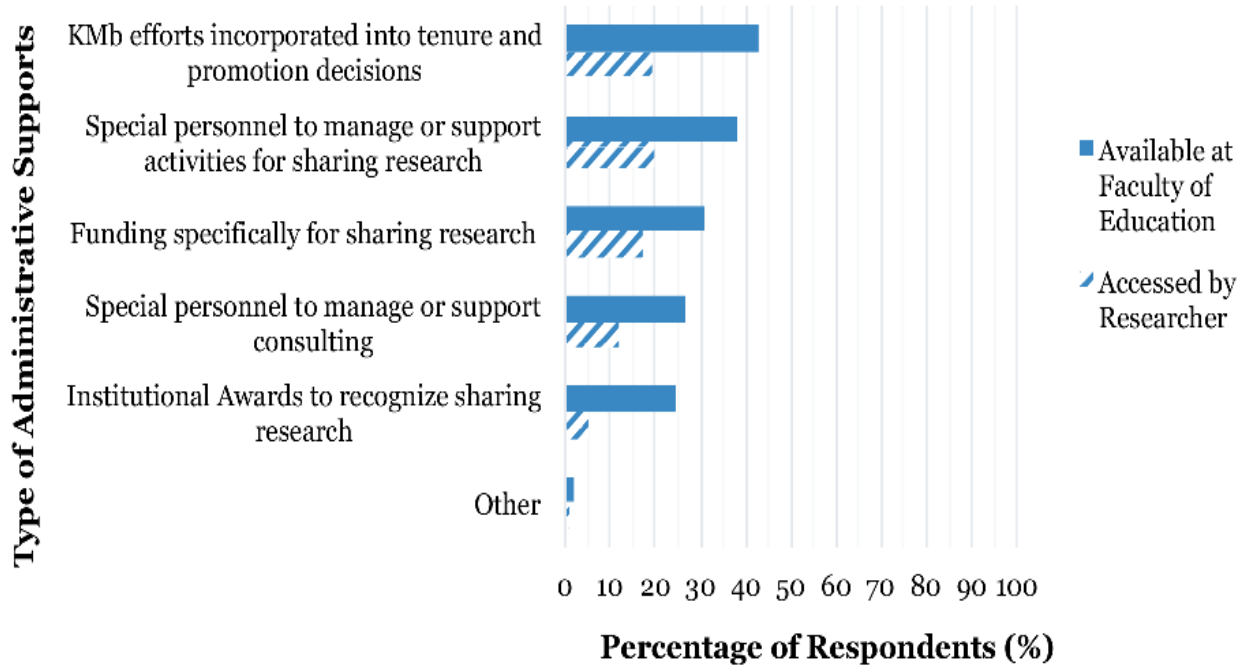 Type of Administrative Supports
KMb efforts incorporated into tenure and
promotion decisions
Special personnel to manage or support
activities for sharing research
Funding specifically for sharing research
Special personnel to manage or support
consulting
Institutional Awards to recognize sharing
research
Other
0 10 20 30 40 50 60 70 80 90 100
Percentage of Respondents (%)
Available at
Faculty of
Education
Accessed by
Researcher